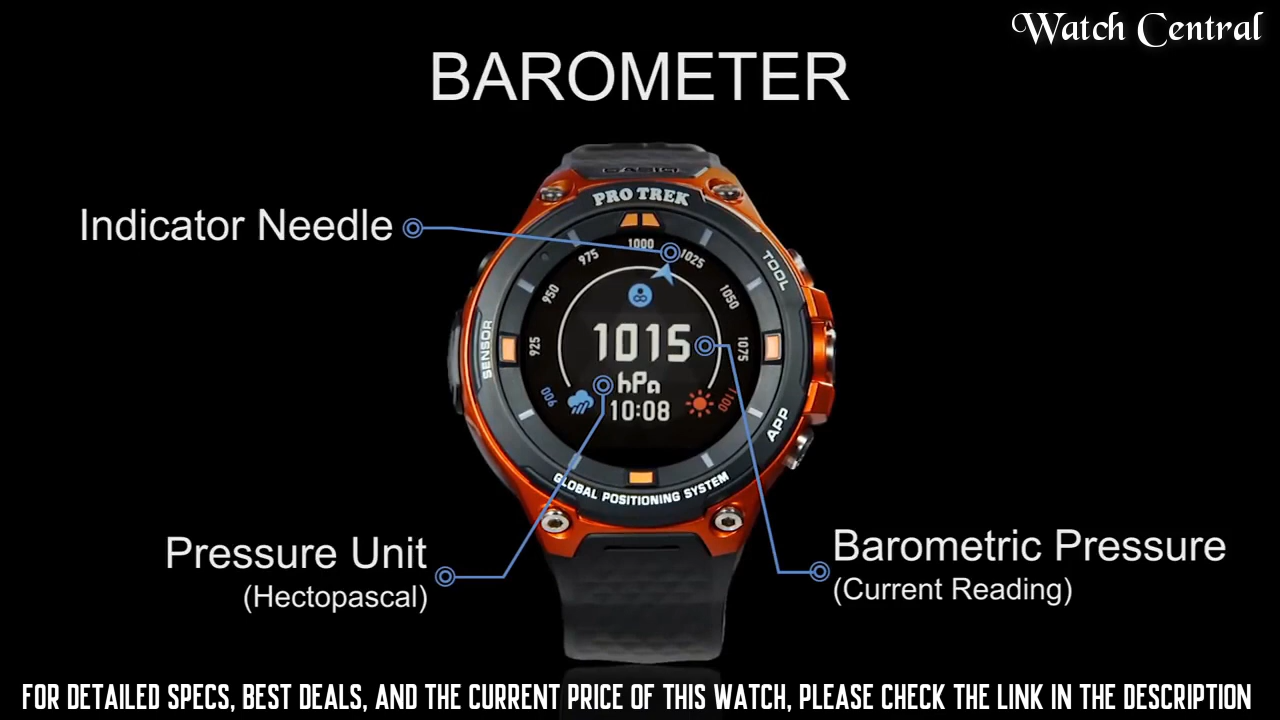 Watch Central
BAROMETER
CASIO
PRO TREK
Indicator Needle
1000
975
1025
950
1050
TOOL
925
1015
1075
SENSOR
hPa
900
10:08
1100
APP
GLOBAL POSITIONING SYSTEM
Pressure Unit
(Hectopascal)
Barometric Pressure
(Current Reading)
FOR DETAILED SPECS, BEST DEALS, AND THE CURRENT PRICE OF THIS WATCH, PLEASE CHECK THE LINK IN THE DESCRIPTION